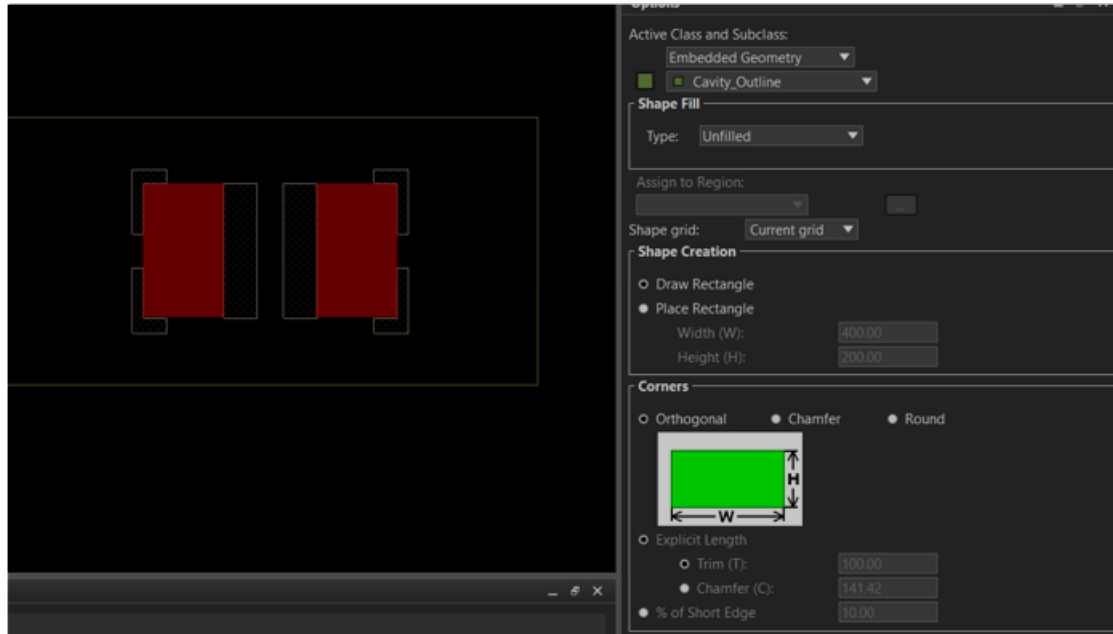 Options
Active Class and Subclass:
Embedded Geometry
Cavity_Outline
Shape Fill
Type: Unfilled
Assign to Region:
...
Shape grid: Current grid
Shape Creation
Draw Rectangle
Place Rectangle
Width (W): 400.00
Height (H): 200.00
Corners
Orthogonal Chamfer Round
H
W
Explicit Length
Trim (T): 100.00
Chamfer (C): 141.42
% of Short Edge 10.00